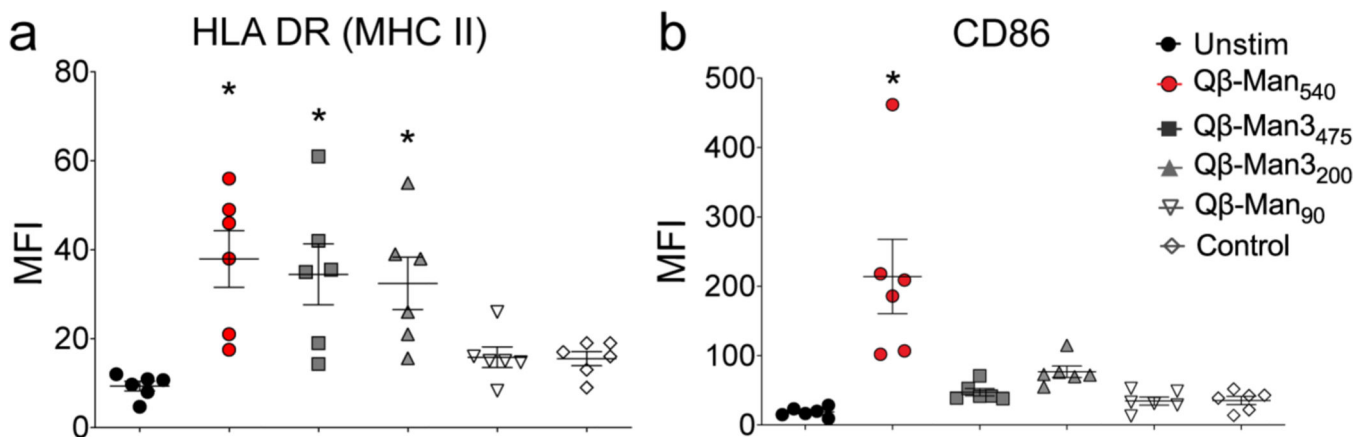 a HLA DR (MHC II)
MFI
80
60
40
20
0
*
*
*
b CD86
MFI
500
400
300
200
100
0
*
Unstim
Qβ-Man₅₄₀
Qβ-Man3₄₇₅
Qβ-Man3₂₀₀
Qβ-Man₉₀
Control